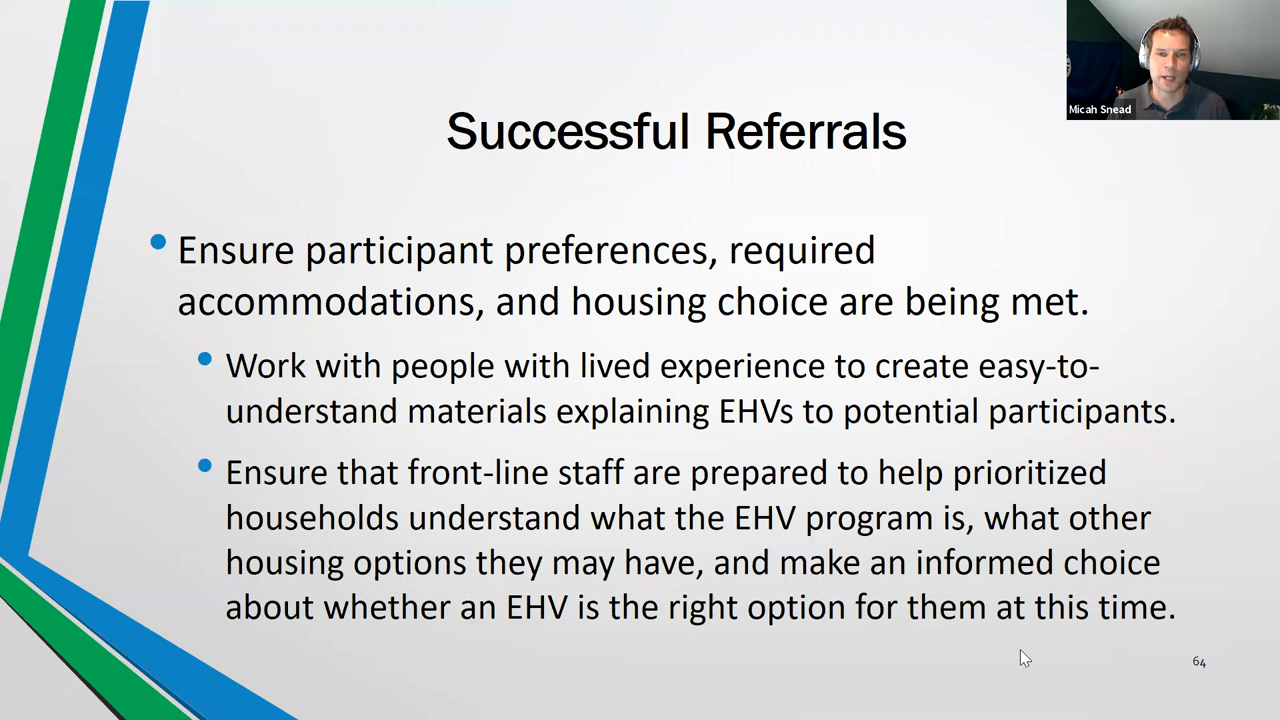 Micah Snead
Successful Referrals
Ensure participant preferences, required
accommodations, and housing choice are being met.
Work with people with lived experience to create easy-to-
understand materials explaining EHVs to potential participants.
Ensure that front-line staff are prepared to help prioritized
households understand what the EHV program is, what other
housing options they may have, and make an informed choice
about whether an EHV is the right option for them at this time.
64